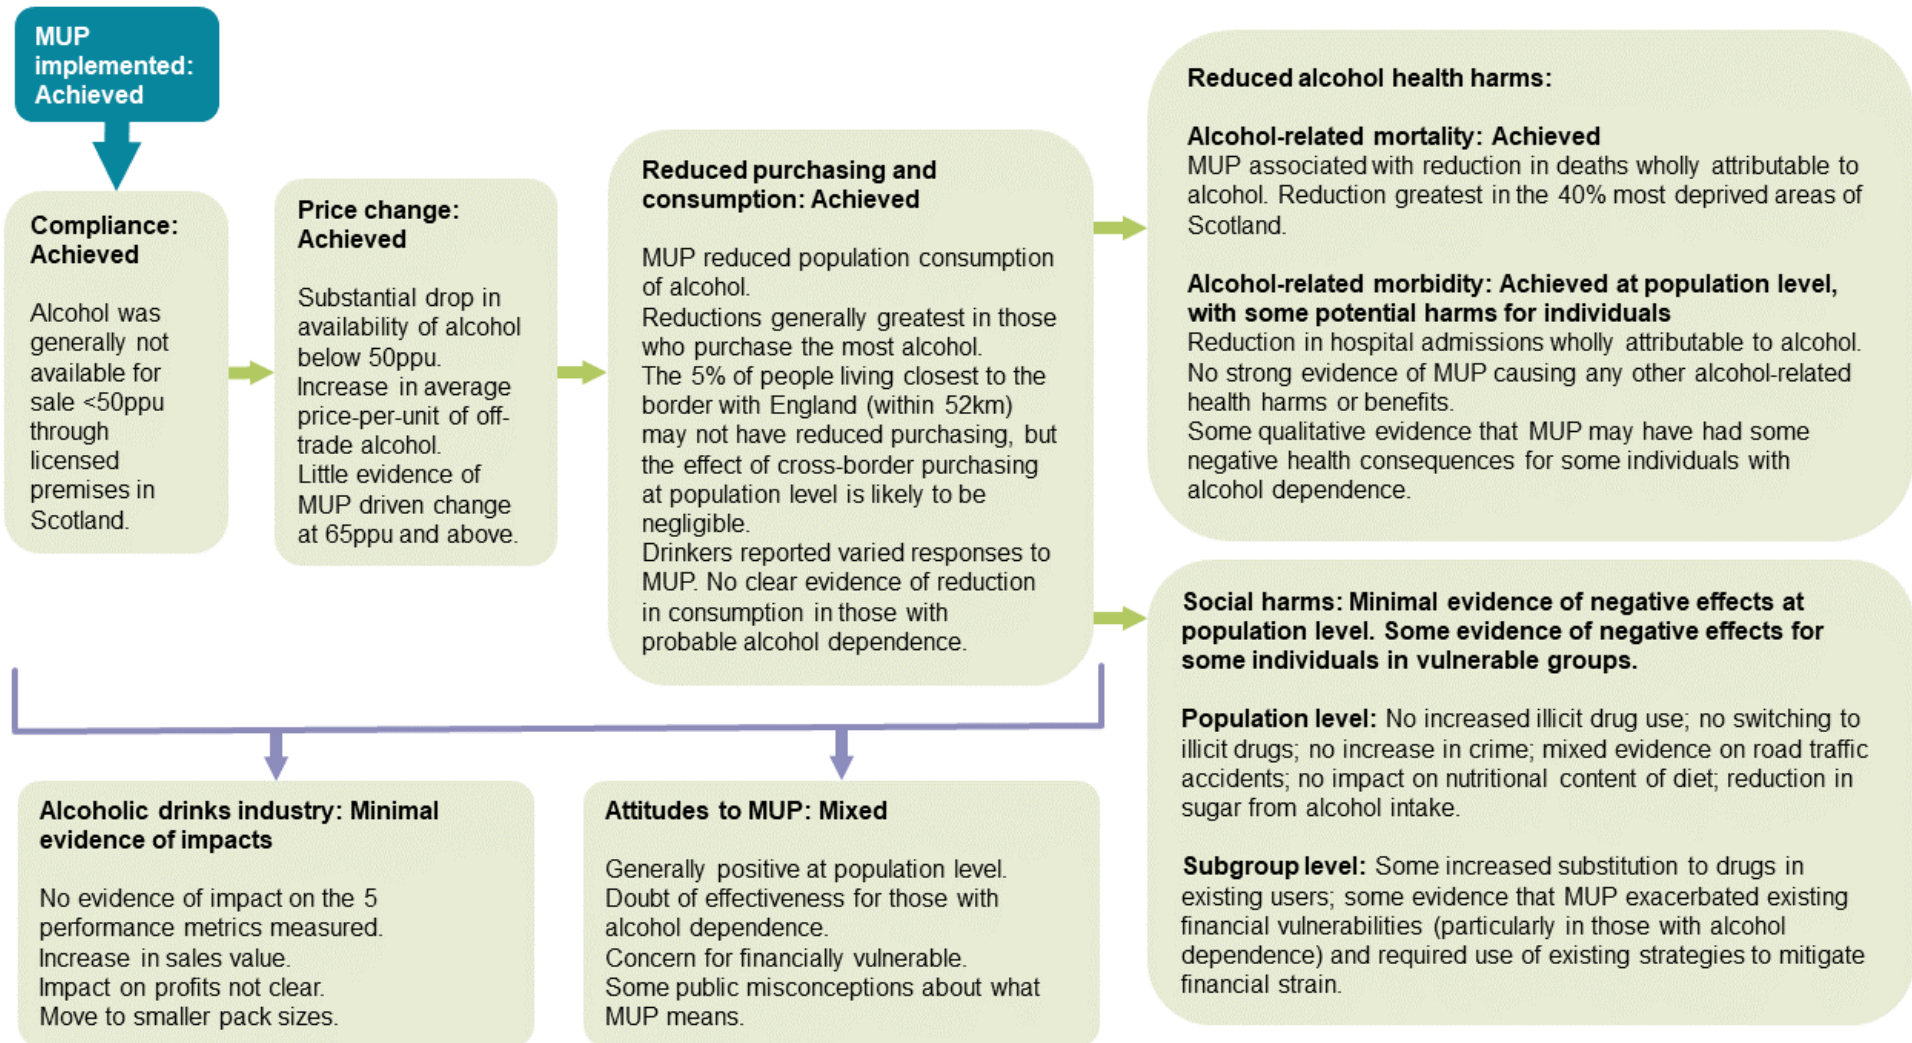 MUP
implemented:
Achieved
Compliance:
Achieved
Alcohol was
generally not
available for
sale <50ppu
through
licensed
premises in
Scotland.
Price change:
Achieved
Substantial drop in
availability of alcohol
below 50ppu.
Increase in average
price-per-unit of off-
trade alcohol.
Little evidence of
MUP driven change
at 65ppu and above.
Reduced purchasing and
consumption: Achieved
MUP reduced population consumption
of alcohol.
Reductions generally greatest in those
who purchase the most alcohol.
The 5% of people living closest to the
border with England (within 52km)
may not have reduced purchasing, but
the effect of cross-border purchasing
at population level is likely to be
negligible.
Drinkers reported varied responses to
MUP. No clear evidence of reduction
in consumption in those with
probable alcohol dependence.
Reduced alcohol health harms:
Alcohol-related mortality: Achieved
MUP associated with reduction in deaths wholly attributable to
alcohol. Reduction greatest in the 40% most deprived areas of
Scotland.
Alcohol-related morbidity: Achieved at population level,
with some potential harms for individuals
Reduction in hospital admissions wholly attributable to alcohol.
No strong evidence of MUP causing any other alcohol-related
health harms or benefits.
Some qualitative evidence that MUP may have had some
negative health consequences for some individuals with
alcohol dependence.
Social harms: Minimal evidence of negative effects at
population level. Some evidence of negative effects for
some individuals in vulnerable groups.
Population level: No increased illicit drug use; no switching to
illicit drugs; no increase in crime; mixed evidence on road traffic
accidents; no impact on nutritional content of diet; reduction in
sugar from alcohol intake.
Subgroup level: Some increased substitution to drugs in
existing users; some evidence that MUP exacerbated existing
financial vulnerabilities (particularly in those with alcohol
dependence) and required use of existing strategies to mitigate
financial strain.
Alcoholic drinks industry: Minimal
evidence of impacts
No evidence of impact on the 5
performance metrics measured.
Increase in sales value.
Impact on profits not clear.
Move to smaller pack sizes.
Attitudes to MUP: Mixed
Generally positive at population level.
Doubt of effectiveness for those with
alcohol dependence.
Concern for financially vulnerable.
Some public misconceptions about what
MUP means.